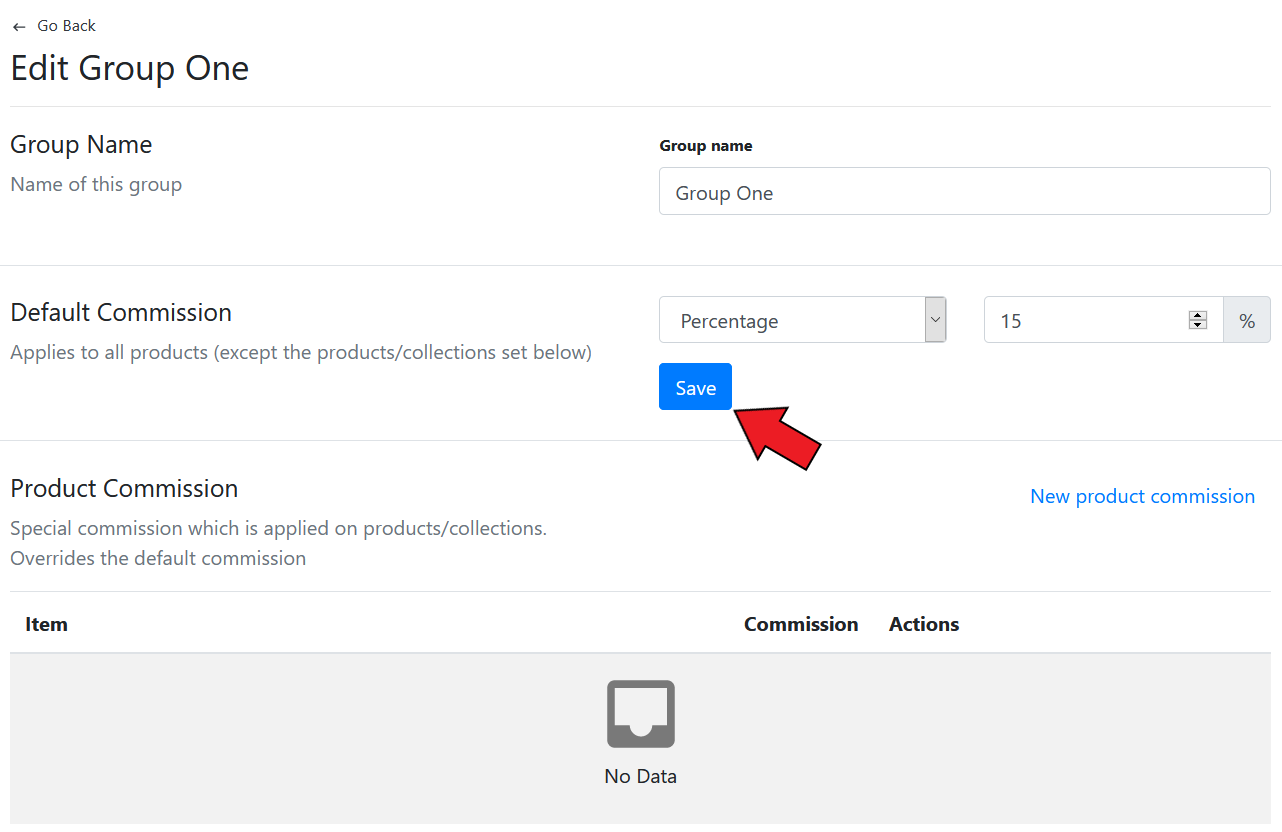 ← Go Back
Edit Group One
Group Name
Name of this group
Group name
Group One
Default Commission
Applies to all products (except the products/collections set below)
Percentage
15
%
Save
Product Commission
Special commission which is applied on products/collections.
Overrides the default commission
New product commission
Item Commission Actions
No Data